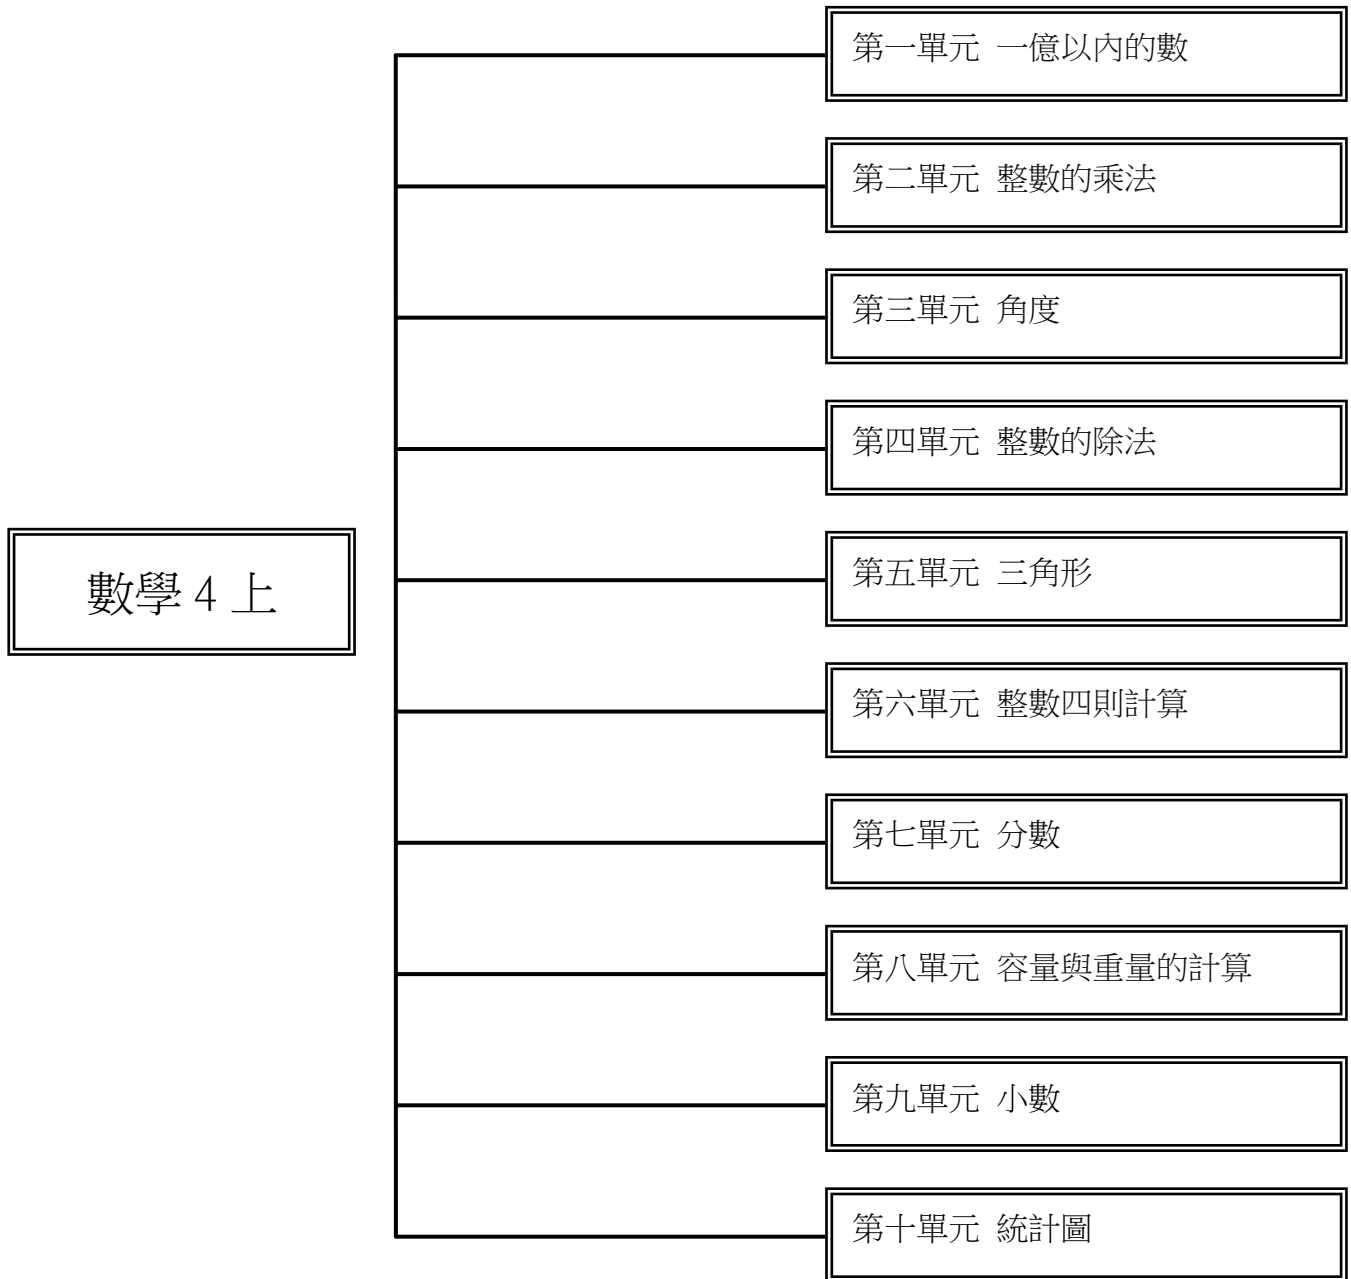 第一單元 一億以內的數
第二單元 整數的乘法
第三單元 角度
第四單元 整數的除法
第五單元 三角形
數學 4 上
第六單元 整數四則計算
第七單元 分數
第八單元 容量與重量的計算
第九單元 小數
第十單元 統計圖